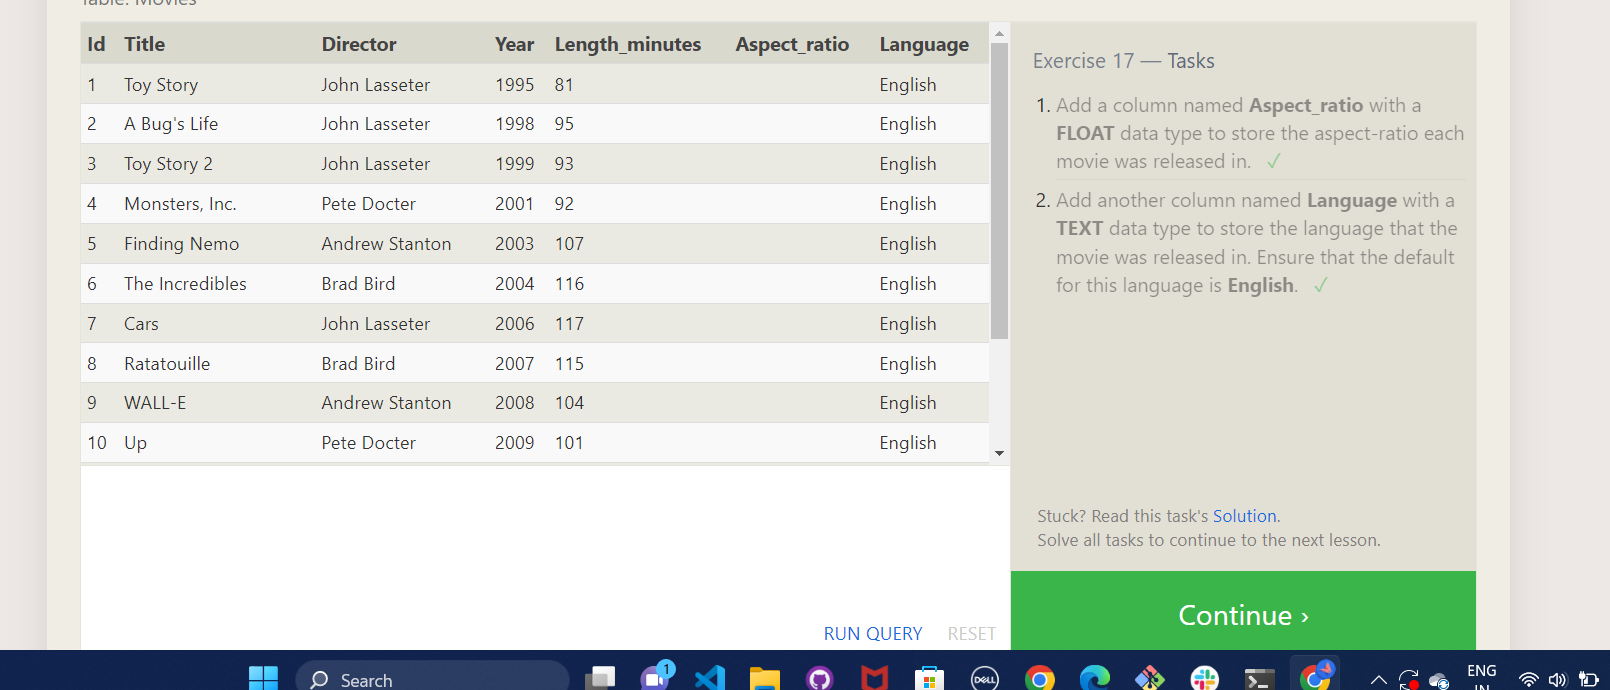 Table: Movies
Id Title Director Year Length_minutes Aspect_ratio Language
1 Toy Story John Lasseter 1995 81 English
2 A Bug's Life John Lasseter 1998 95 English
3 Toy Story 2 John Lasseter 1999 93 English
4 Monsters, Inc. Pete Docter 2001 92 English
5 Finding Nemo Andrew Stanton 2003 107 English
6 The Incredibles Brad Bird 2004 116 English
7 Cars John Lasseter 2006 117 English
8 Ratatouille Brad Bird 2007 115 English
9 WALL-E Andrew Stanton 2008 104 English
10 Up Pete Docter 2009 101 English
RUN QUERY RESET
Exercise 17 — Tasks
1. Add a column named Aspect_ratio with a
FLOAT data type to store the aspect-ratio each
movie was released in. ✓
2. Add another column named Language with a
TEXT data type to store the language that the
movie was released in. Ensure that the default
for this language is English. ✓
Stuck? Read this task's Solution.
Solve all tasks to continue to the next lesson.
Continue ›
Search
1
DELL
ENG
IN